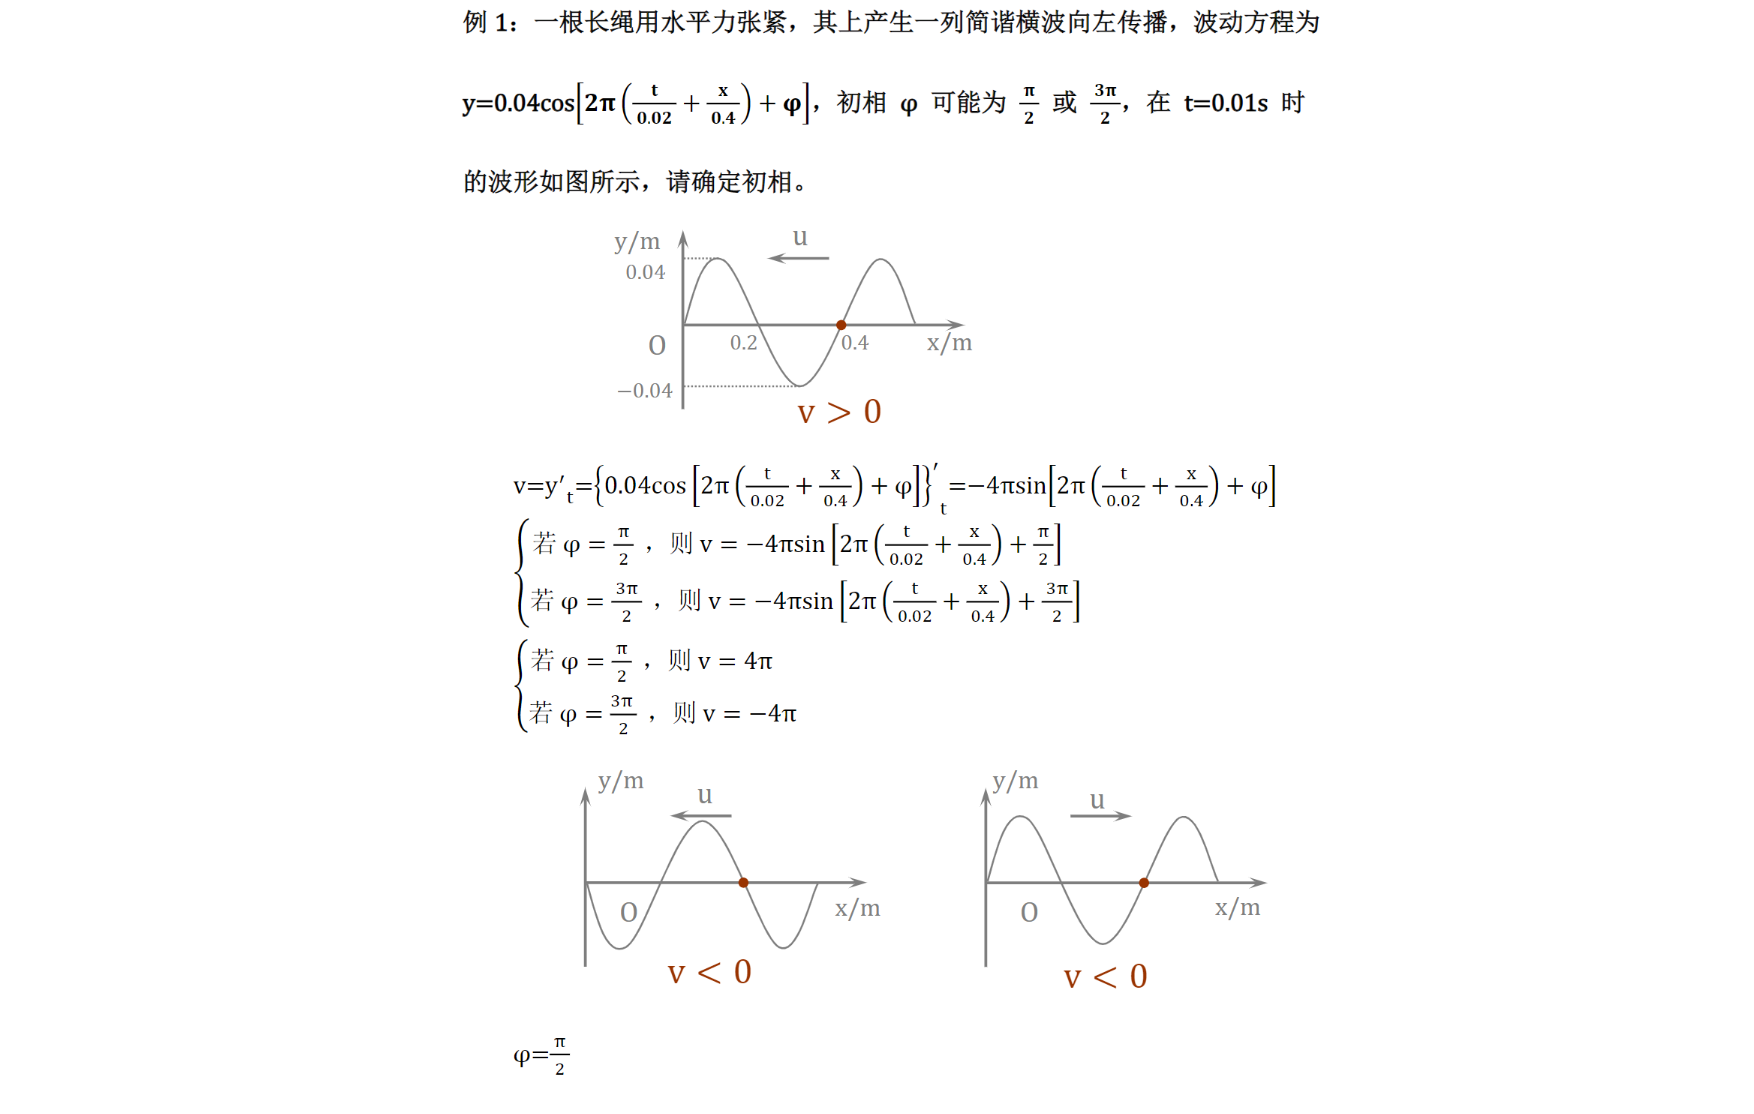 例 1：一根长绳用水平力张紧，其上产生一列简谐横波向左传播，波动方程为
y=0.04cos[2π(t/0.02 + x/0.4) + φ]，初相 φ 可能为 π/2 或 3π/2，在 t=0.01s 时
的波形如图所示，请确定初相。
y/m
u
0.04
O
0.2
0.4
x/m
−0.04
v > 0
v=y′t={0.04cos [2π(t/0.02 + x/0.4) + φ]}′t=−4πsin[2π(t/0.02 + x/0.4) + φ]
若 φ = π/2 ，则 v = −4πsin [2π(t/0.02 + x/0.4) + π/2]
若 φ = 3π/2 ，则 v = −4πsin [2π(t/0.02 + x/0.4) + 3π/2]
若 φ = π/2 ，则 v = 4π
若 φ = 3π/2 ，则 v = −4π
y/m
u
O
x/m
v < 0
y/m
u
O
x/m
v < 0
φ=π/2